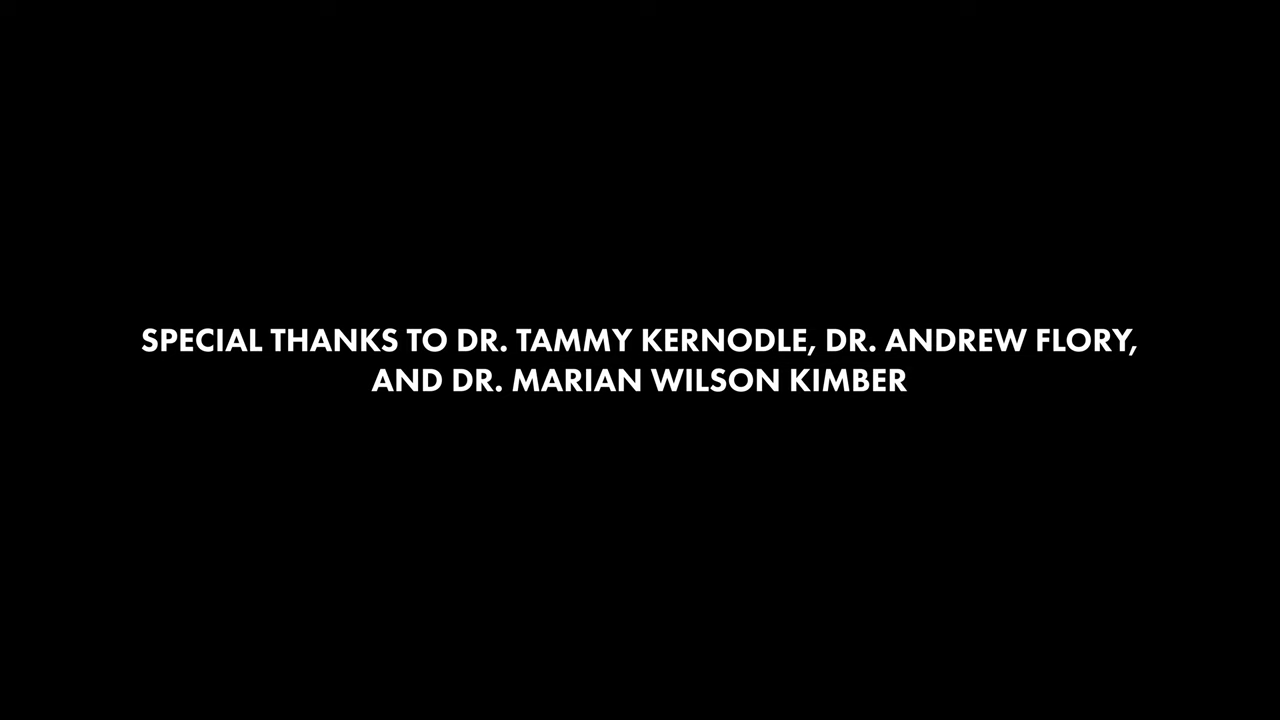 SPECIAL THANKS TO DR. TAMMY KERNODLE, DR. ANDREW FLORY,
AND DR. MARIAN WILSON KIMBER